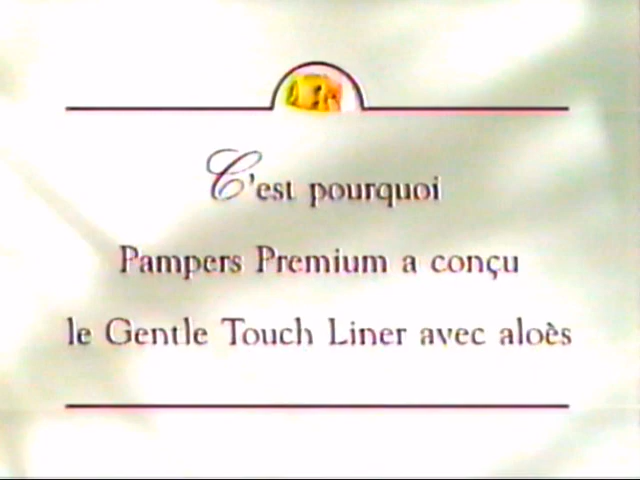 C'est pourquoi
Pampers Premium a conçu
le Gentle Touch Liner avec aloès